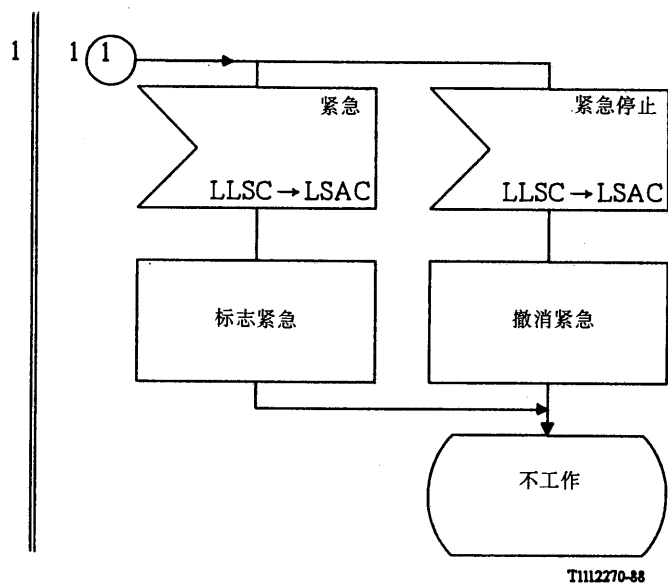 1 1 1
紧急 紧急停止
LLSC→LSAC LLSC→LSAC
标志紧急 撤消紧急
不工作
T1112270-88